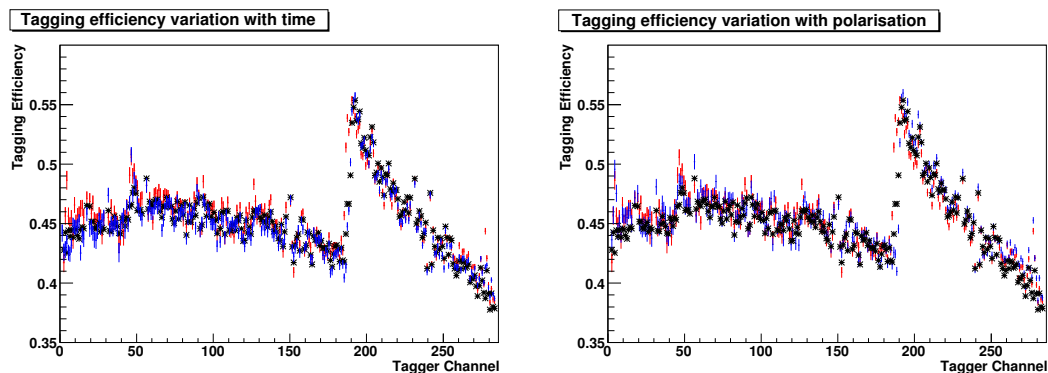 Tagging efficiency variation with time
Tagging Efficiency
0.55
0.5
0.45
0.4
0.35
0 50 100 150 200 250
Tagger Channel
Tagging efficiency variation with polarisation
Tagging Efficiency
0.55
0.5
0.45
0.4
0.35
0 50 100 150 200 250
Tagger Channel